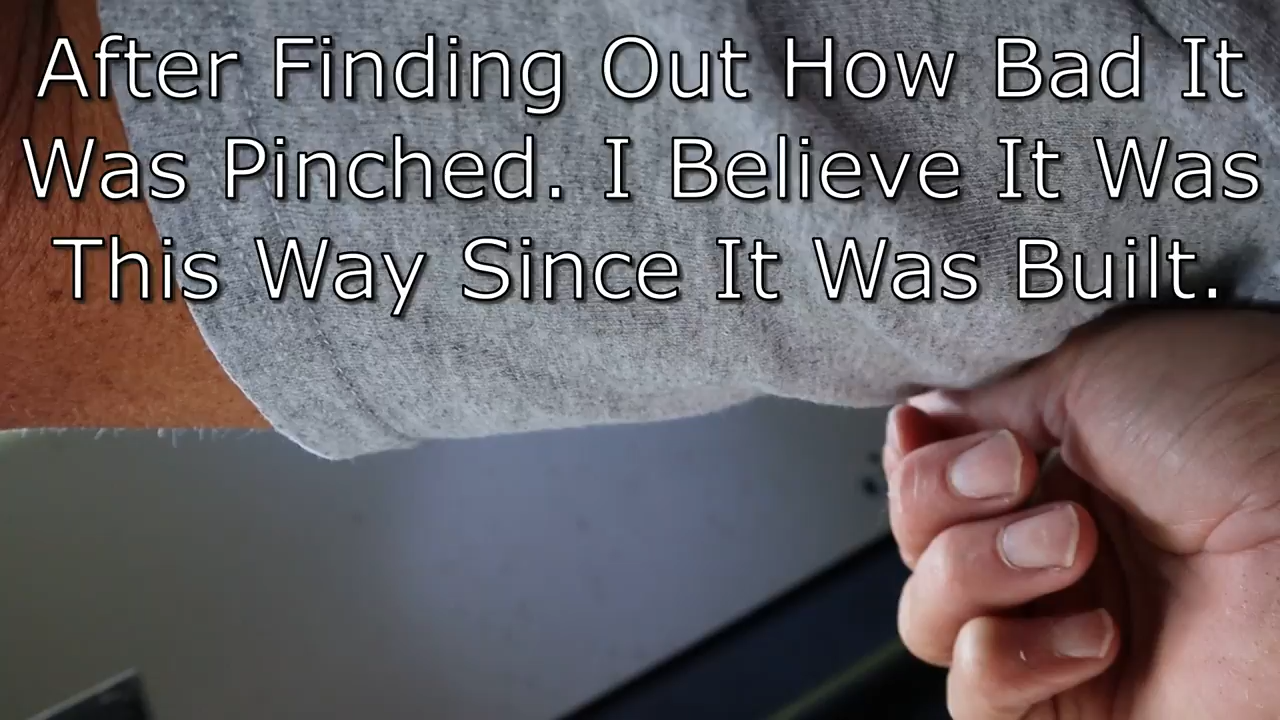 After Finding Out How Bad It
Was Pinched. I Believe It Was
This Way Since It Was Built.